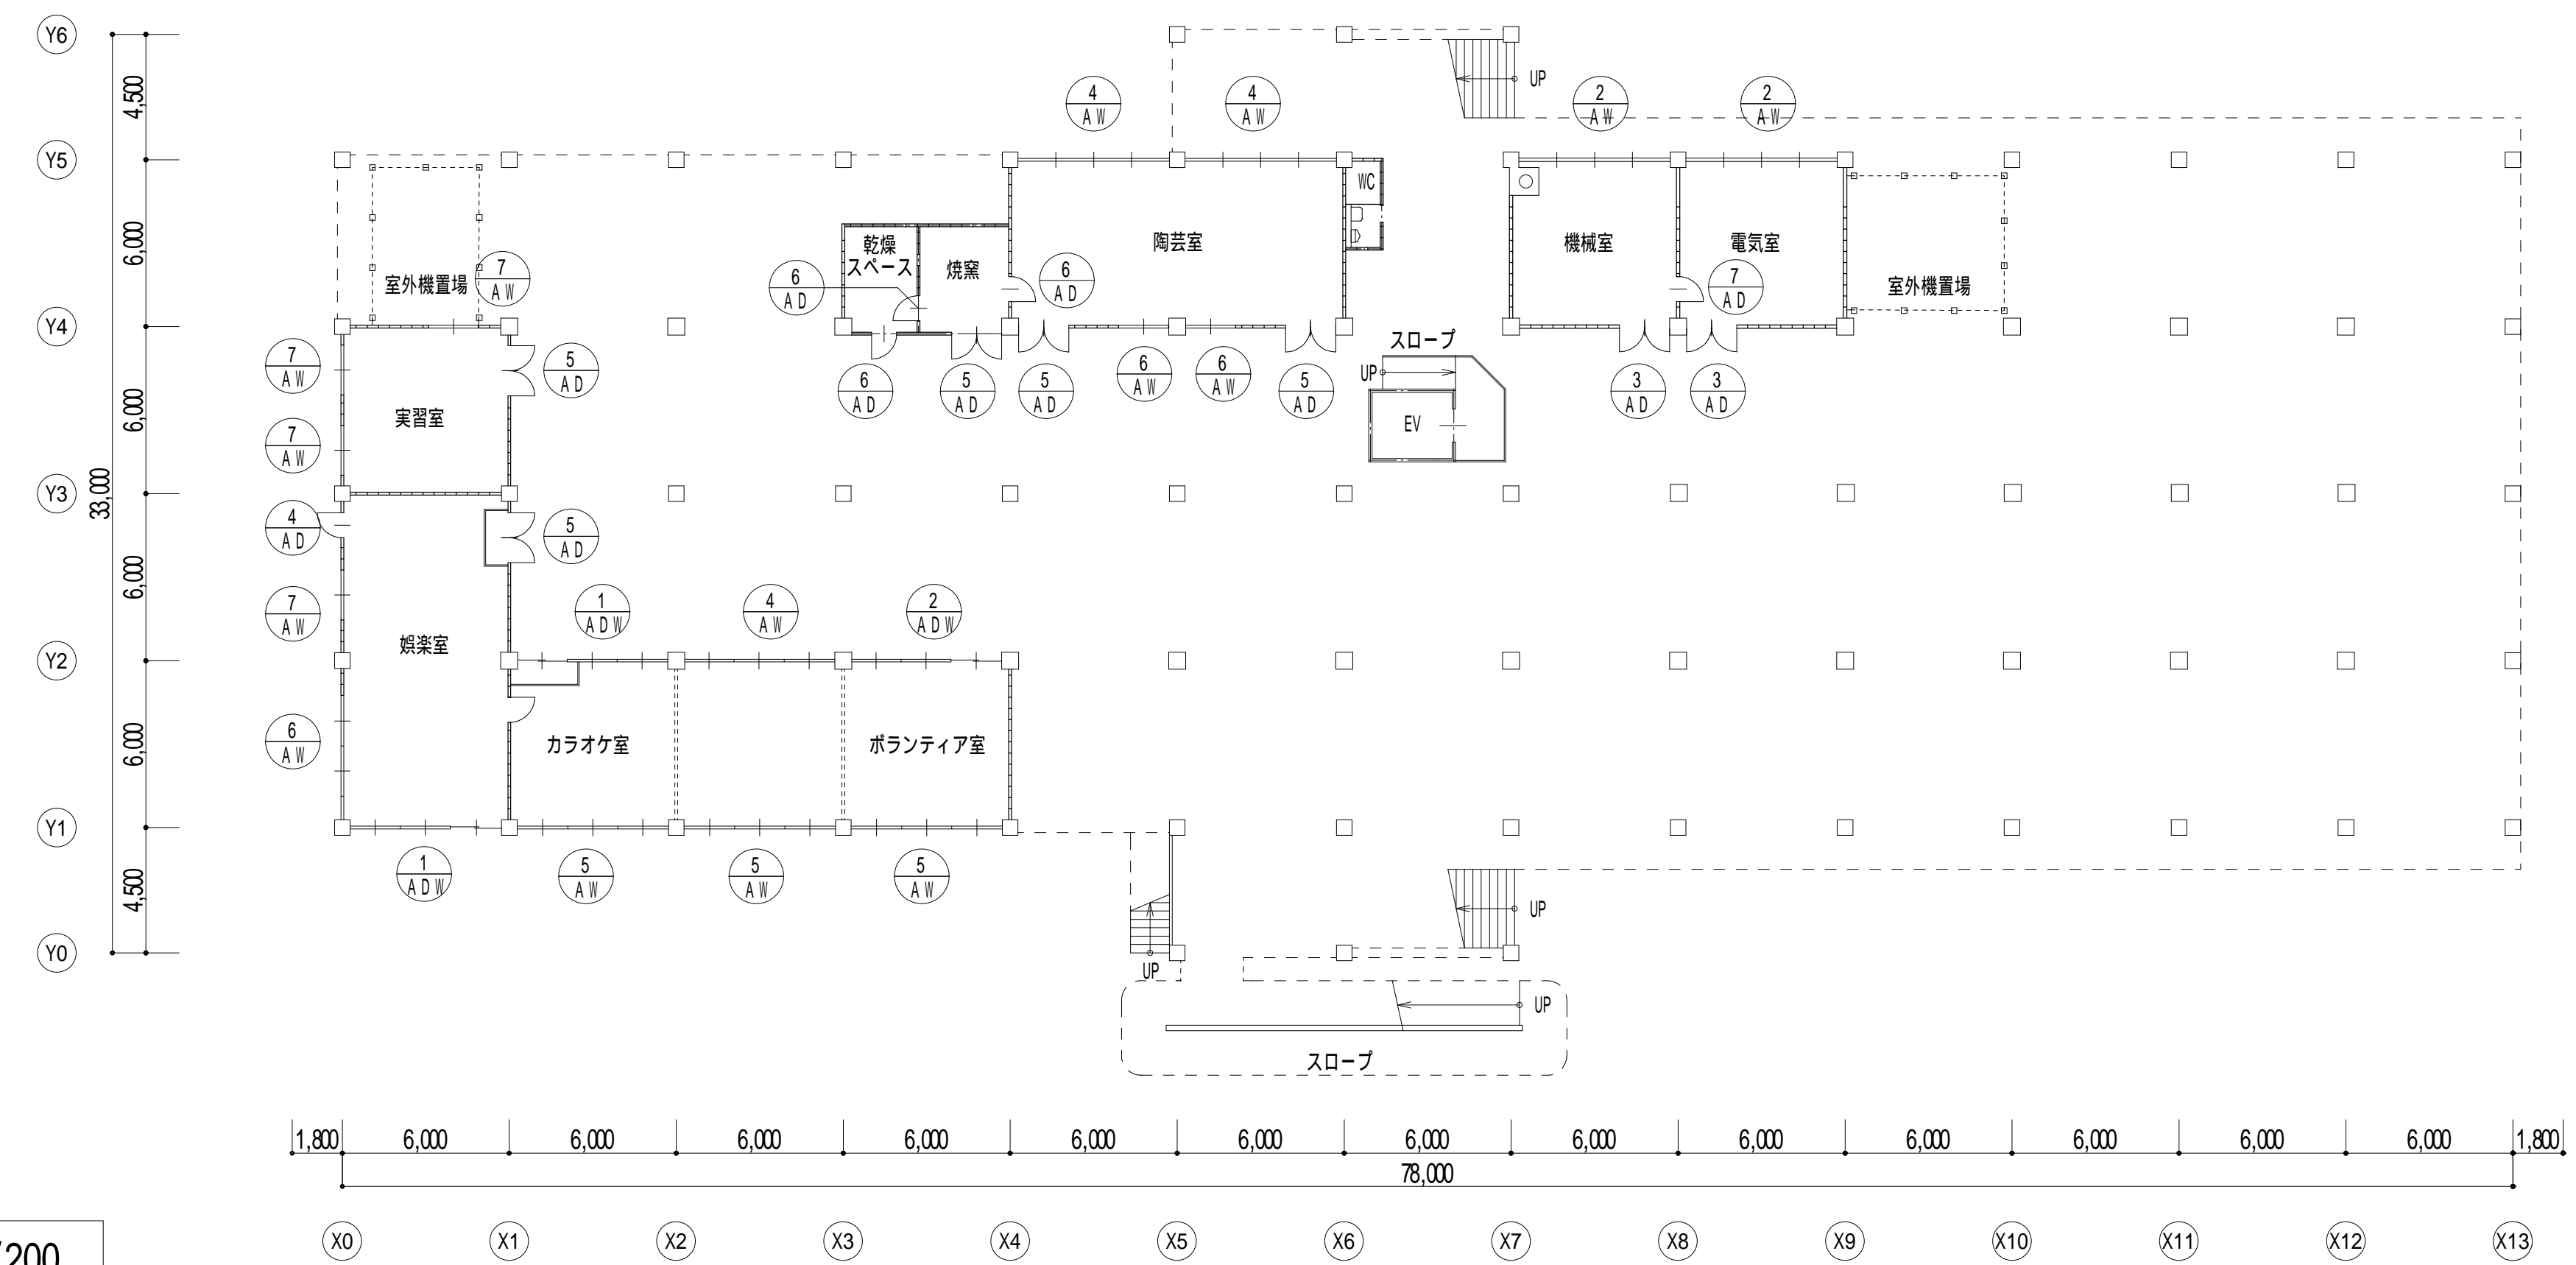 Y6
Y5
Y4
Y3
Y2
Y1
Y0
4,500
6,000
6,000
6,000
6,000
4,500
33,000
4
AW
4
AW
UP
2
AW
2
AW
室外機置場
7
AW
乾燥
スペース
焼窯
6
AD
6
AD
陶芸室
WC
機械室
電気室
7
AD
室外機置場
7
AW
5
AD
6
AD
5
AD
5
AD
6
AW
6
AW
5
AD
スロープ
UP
EV
3
AD
3
AD
実習室
7
AW
4
AD
5
AD
7
AW
娯楽室
1
ADW
4
AW
2
ADW
6
AW
カラオケ室
ボランティア室
1
ADW
5
AW
5
AW
5
AW
UP
UP
UP
スロープ
1,800
6,000
6,000
6,000
6,000
6,000
6,000
6,000
6,000
6,000
6,000
6,000
6,000
6,000
1,800
78,000
X0
X1
X2
X3
X4
X5
X6
X7
X8
X9
X10
X11
X12
X13
/200